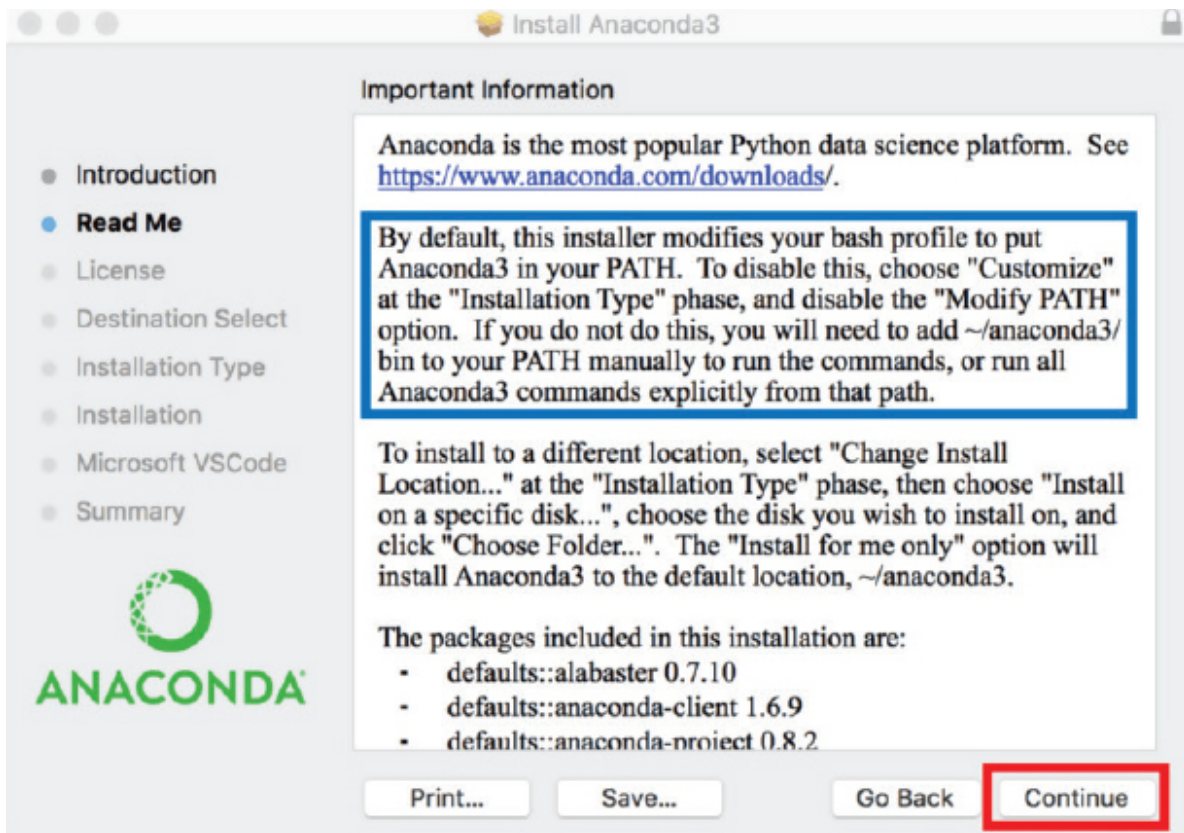 Install Anaconda3
Important Information
Introduction
Read Me
License
Destination Select
Installation Type
Installation
Microsoft VSCode
Summary
ANACONDA
Anaconda is the most popular Python data science platform. See
https://www.anaconda.com/downloads/.
By default, this installer modifies your bash profile to put
Anaconda3 in your PATH. To disable this, choose "Customize"
at the "Installation Type" phase, and disable the "Modify PATH"
option. If you do not do this, you will need to add ~/anaconda3/
bin to your PATH manually to run the commands, or run all
Anaconda3 commands explicitly from that path.
To install to a different location, select "Change Install
Location..." at the "Installation Type" phase, then choose "Install
on a specific disk...", choose the disk you wish to install on, and
click "Choose Folder...". The "Install for me only" option will
install Anaconda3 to the default location, ~/anaconda3.
The packages included in this installation are:
- defaults::alabaster 0.7.10
- defaults::anaconda-client 1.6.9
- defaults::anaconda-project 0.8.2
Print...
Save...
Go Back
Continue